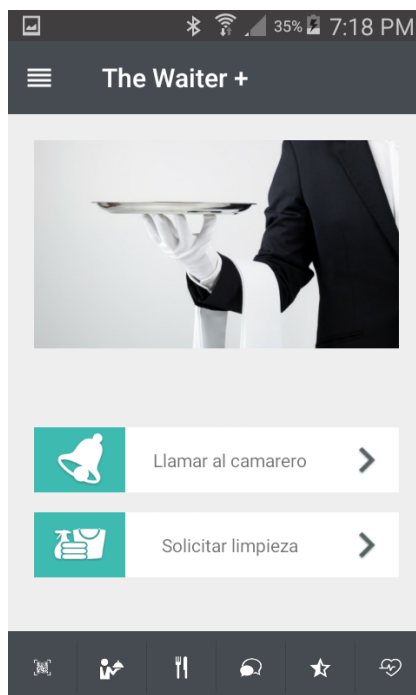 35% 7:18 PM
The Waiter +
Llamar al camarero
Solicitar limpieza